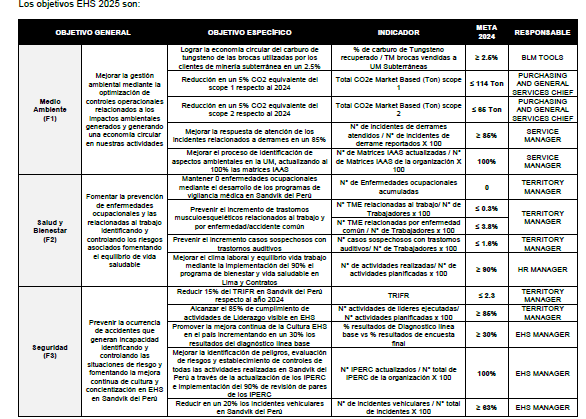 Los objetivos EHS 2025 son:
OBJETIVO GENERAL
OBJETIVO ESPECÍFICO
INDICADOR
META
2024
RESPONSABLE
Medio
Ambiente
(F1)
Mejorar la gestión
ambiental mediante la
optimización de
controles operacionales
relacionados a los
impactos ambientales
generados y generando
una economía circular
en nuestras actividades
Lograr la economía circular del carburo de
tungsteno de las brocas utilizadas por los
clientes de minería subterranea en un 2.5%
% de carburo de Tungsteno
recuperado / TM brocas vendidas a
UM Subterráneas
≥ 2.5%
BLM TOOLS
Reducción en un 5% CO2 equivalente del
scope 1 respecto al 2024
Total CO2e Market Based (Ton) scope
1
≤ 114 Ton
PURCHASING
AND GENERAL
SERVICES CHIEF
Reducción en un 5% CO2 equivalente del
scope 2 respecto al 2024
Total CO2e Market Based (Ton) scope
2
≤ 65 Ton
PURCHASING
AND GENERAL
SERVICES CHIEF
Mejorar la respuesta de atención de los
incidentes relacionados a derrames en un 85%
N° de incidentes de derrames
atendidos / N° de incidentes de
derrame reportados X 100
≥ 85%
SERVICE
MANAGER
Mejorar el proceso de identificación de
aspectos ambientales en la UM, actualizando al
100% las matrices IAAS
N° de Matrices IAAS actualizadas / N° de
Matrices IAAS de la organización X
100
100%
SERVICE
MANAGER
Salud y
Bienestar
(F2)
Fomentar la prevención
de enfermedades
ocupacionales y las
relacionadas al trabajo
identificando y
controlando los riesgos
asociados fomentando
el equilibrio de vida
saludable
Mantener 0 enfermedades ocupacionales
mediante el desarrollo de los programas de
vigilancia médica en Sandvik del Perú
N° de Enfermedades ocupacionales
acumuladas
0
TERRITORY
MANAGER
Prevenir el incremento de trastornos
musculoesqueléticos relacionados al trabajo y
por enfermedad/accidente común
N° TME relacionadas al trabajo/ N° de
Trabajadores x 100
≤ 0.3%
N° TME relacionadas por enfermedad
común / N° de Trabajadores x 100
≤ 3.8%
TERRITORY
MANAGER
Prevenir el incremento casos sospechosos con
trastornos auditivos
N° casos sospechosos con trastornos
auditivos/ N° de Trabajadores x 100
≤ 1.6%
TERRITORY
MANAGER
Mejorar el clima laboral y equilibrio vida trabajo
mediante la implementación del 90% el
programa de bienestar y vida saludable en
Lima y Contratos
N° de actividades realizadas/ N° de
actividades planificadas x 100
≥ 90%
HR MANAGER
Seguridad
(F3)
Prevenir la ocurrencia
de accidentes que
generan incapacidad
identificando y
controlando las
situaciones de riesgo y
fomentando la mejora
continua de cultura y
concientización en EHS
en Sandvik del Perú
Reducir 15% del TRIFR en Sandvik del Perú
respecto al año 2024
TRIFR
≤ 2.3
TERRITORY
MANAGER
Alcanzar el 85% de cumplimiento de
actividades de Liderazgo visible en EHS
N° actividades de líderes ejecutadas/
N° actividades planificadas x 100
≥ 85%
TERRITORY
MANAGER
Promover la mejora continua de la Cultura EHS
en el país incrementando en un 30% los
resultados del diagnóstico línea base
% resultados de Diagnostico línea
base vs % resultados de encuesta
final
≥ 30%
EHS MANAGER
Mejorar la identificación de peligros, evaluación
de riesgos y establecimiento de controles de
todas las actividades realizadas en Sandvik del
Perú a través de la actualización de los IPERC e
implementación del 90% de revisión de pares
de los IPERC
N° IPERC actualizados / N° total de
IPERC de la organización X 100
100%
EHS MANAGER
Reducir en un 20% los incidentes vehiculares
en Sandvik del Perú
N° de incidentes vehiculares / N° total
de incidentes X 100
≥ 63%
EHS MANAGER